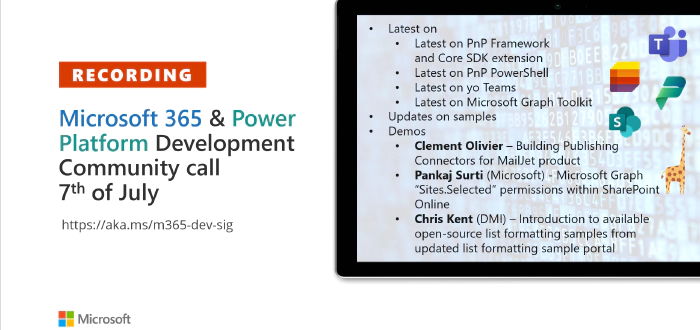 RECORDING
Microsoft 365 & Power
Platform Development
Community call
7th of July
https://aka.ms/m365-dev-sig
Microsoft
• Latest on
• Latest on PnP Framework
and Core SDK extension
• Latest on PnP PowerShell
• Latest on yo Teams
• Latest on Microsoft Graph Toolkit
• Updates on samples
• Demos
• Clement Olivier – Building Publishing
Connectors for MailJet product
• Pankaj Surti (Microsoft) - Microsoft Graph
"Sites.Selected" permissions within SharePoint
Online
• Chris Kent (DMI) – Introduction to available
open-source list formatting samples from
updated list formatting sample portal